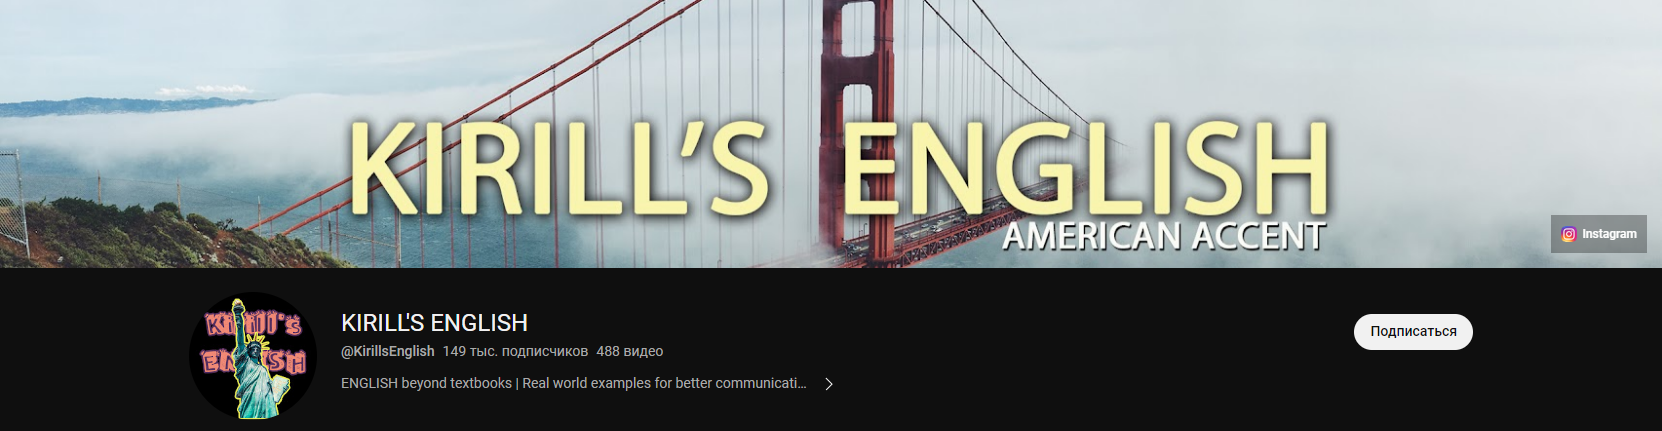 KIRILL'S ENGLISH
AMERICAN ACCENT
Instagram
Kirill's
ENGLISH
KIRILL'S ENGLISH
@KirillsEnglish 149 тыс. подписчиков 488 видео
ENGLISH beyond textbooks | Real world examples for better communicati...
Подписаться